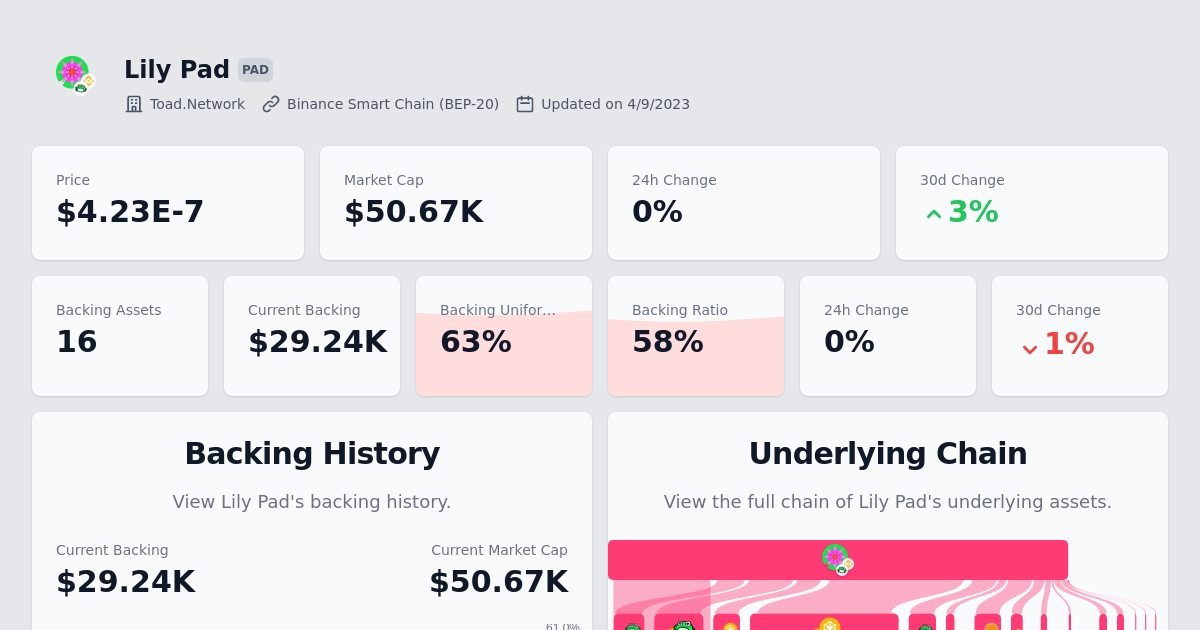 Lily Pad PAD
Toad.Network Binance Smart Chain (BEP-20) Updated on 4/9/2023
Price
$4.23E-7
Market Cap
$50.67K
24h Change
0%
30d Change
3%
Backing Assets
16
Current Backing
$29.24K
Backing Unifor...
63%
Backing Ratio
58%
24h Change
0%
30d Change
1%
Backing History
View Lily Pad's backing history.
Current Backing
$29.24K
Current Market Cap
$50.67K
61.0%
Underlying Chain
View the full chain of Lily Pad's underlying assets.